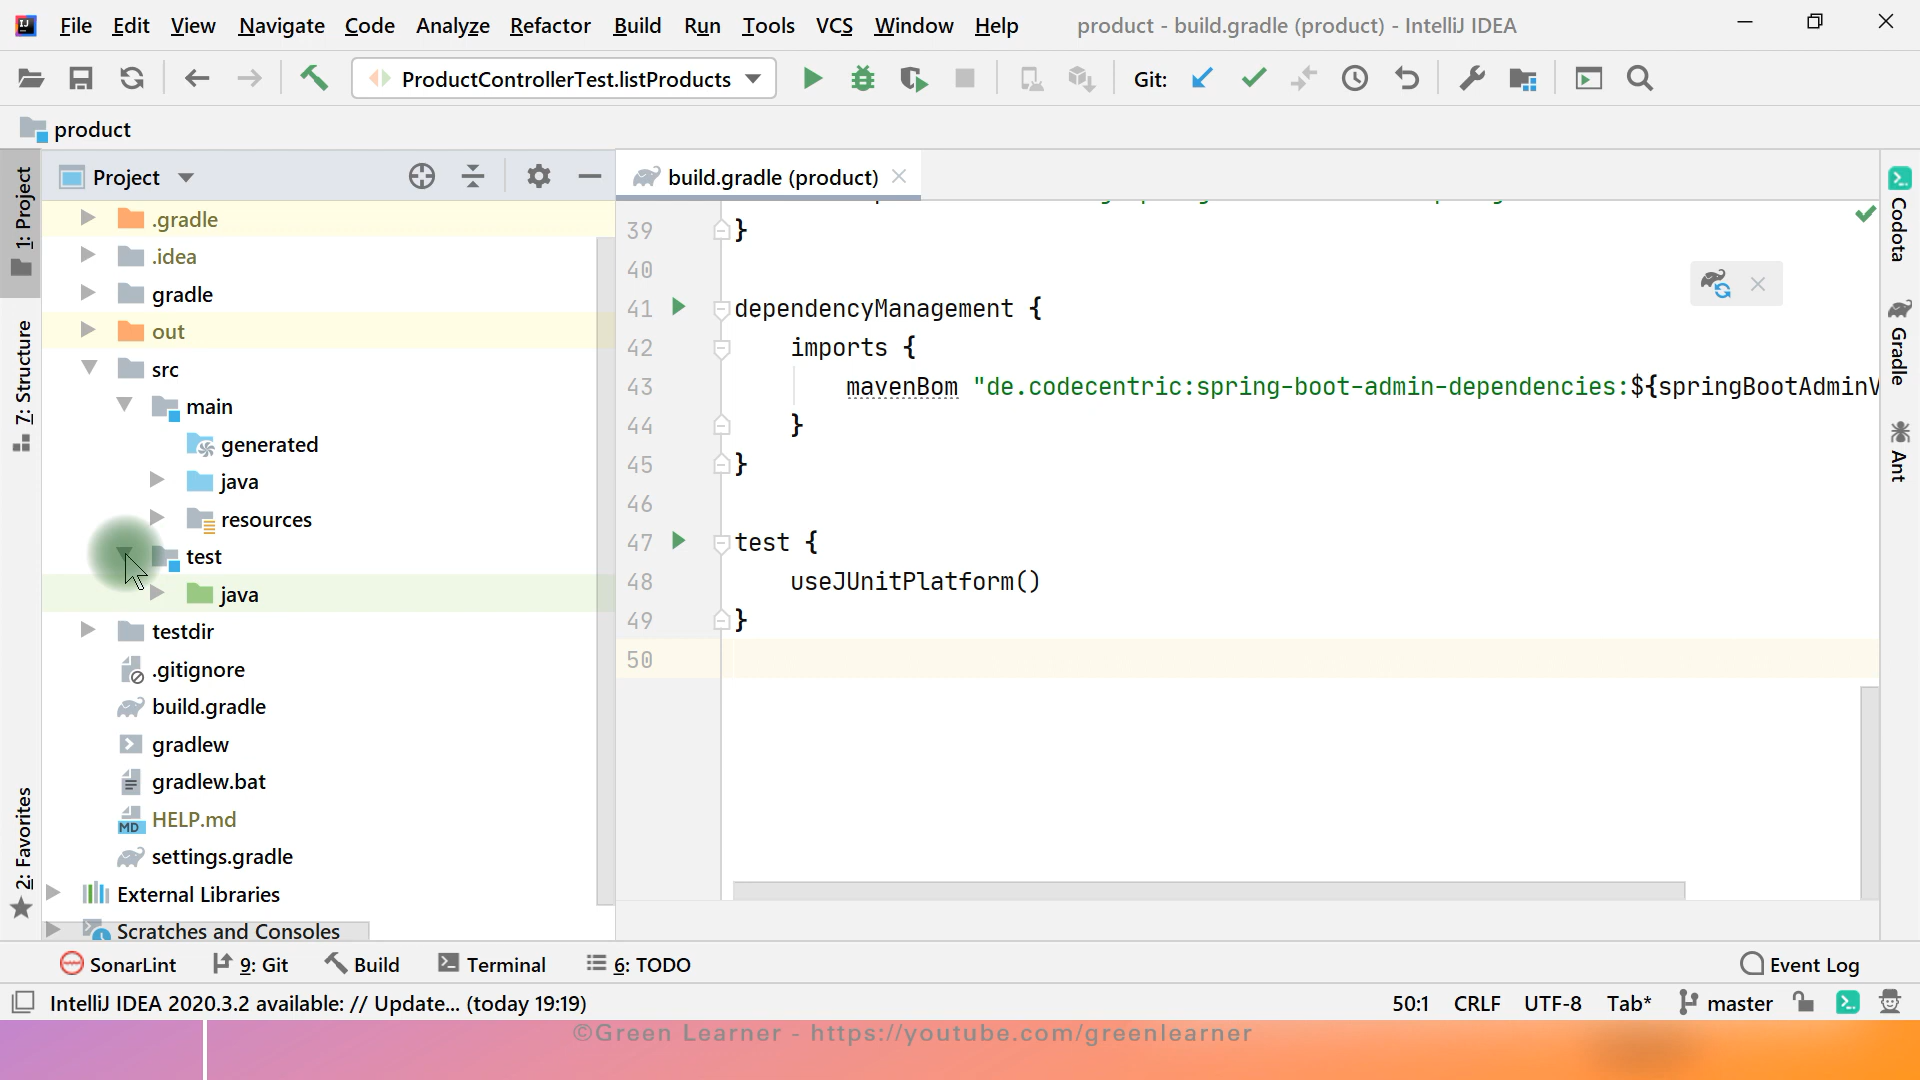 File Edit View Navigate Code Analyze Refactor Build Run Tools VCS Window Help product - build.gradle (product) - IntelliJ IDEA
ProductControllerTest.listProducts Git:
product
1: Project
7: Structure
2: Favorites
Project
.gradle
.idea
gradle
out
src
main
generated
java
resources
test
java
testdir
.gitignore
build.gradle
gradlew
gradlew.bat
HELP.md
settings.gradle
External Libraries
Scratches and Consoles
build.gradle (product)
39 }
40
41 dependencyManagement {
42 imports {
43 mavenBom "de.codecentric:spring-boot-admin-dependencies:${springBootAdminV
44 }
45 }
46
47 test {
48 useJUnitPlatform()
49 }
50
Codota
Gradle
Ant
SonarLint 9: Git Build Terminal 6: TODO Event Log
IntelliJ IDEA 2020.3.2 available: // Update... (today 19:19) 50:1 CRLF UTF-8 Tab* master
©Green Learner - https://youtube.com/greenlearner